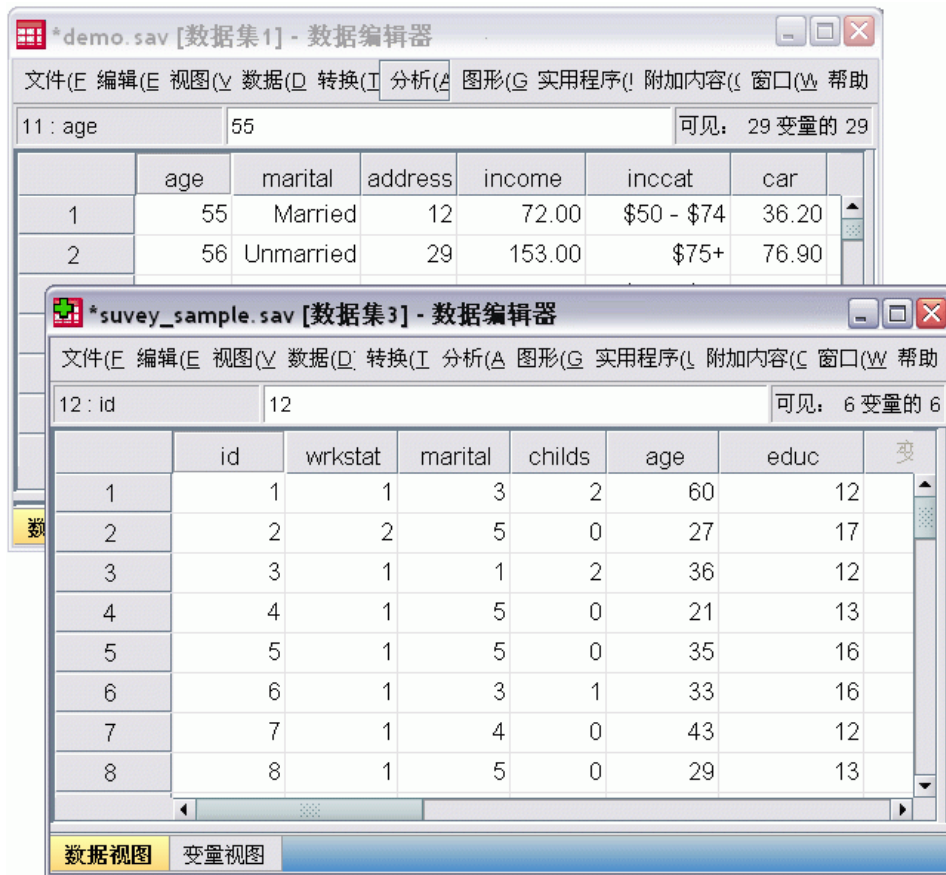 *demo.sav [数据集1] - 数据编辑器
文件(F 编辑(E 视图(V 数据(D 转换(T 分析(A 图形(G 实用程序(U 附加内容(C 窗口(W 帮助
11 : age 55 可见： 29 变量的 29
age marital address income inccat car
1 55 Married 12 72.00 $50 - $74 36.20
2 56 Unmarried 29 153.00 $75+ 76.90
*suvey_sample.sav [数据集3] - 数据编辑器
文件(F 编辑(E 视图(V 数据(D 转换(T 分析(A 图形(G 实用程序(U 附加内容(C 窗口(W 帮助
12 : id 12 可见： 6 变量的 6
id wrkstat marital childs age educ 变
1 1 1 3 2 60 12
2 2 2 5 0 27 17
3 3 1 1 2 36 12
4 4 1 5 0 21 13
5 5 1 5 0 35 16
6 6 1 3 1 33 16
7 7 1 4 0 43 12
8 8 1 5 0 29 13
数
数据视图 变量视图